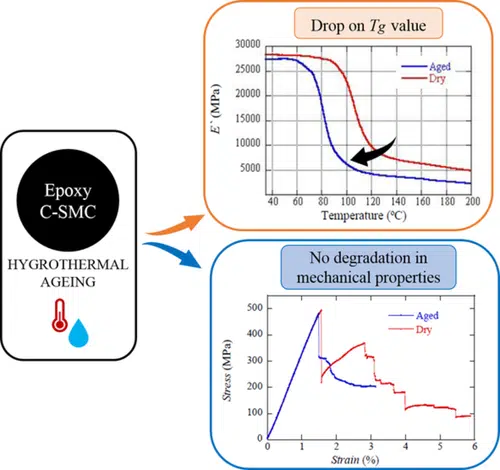 Drop on Tg value
30000
25000
20000
15000
10000
5000
E` (MPa)
Aged
Dry
40 60 80 100 120 140 160 180 200
Temperature (ºC)
Epoxy
C-SMC
HYGROTHERMAL
AGEING
No degradation in
mechanical properties
500
400
300
200
100
0
Stress (MPa)
Aged
Dry
0 1 2 3 4 5 6
Strain (%)